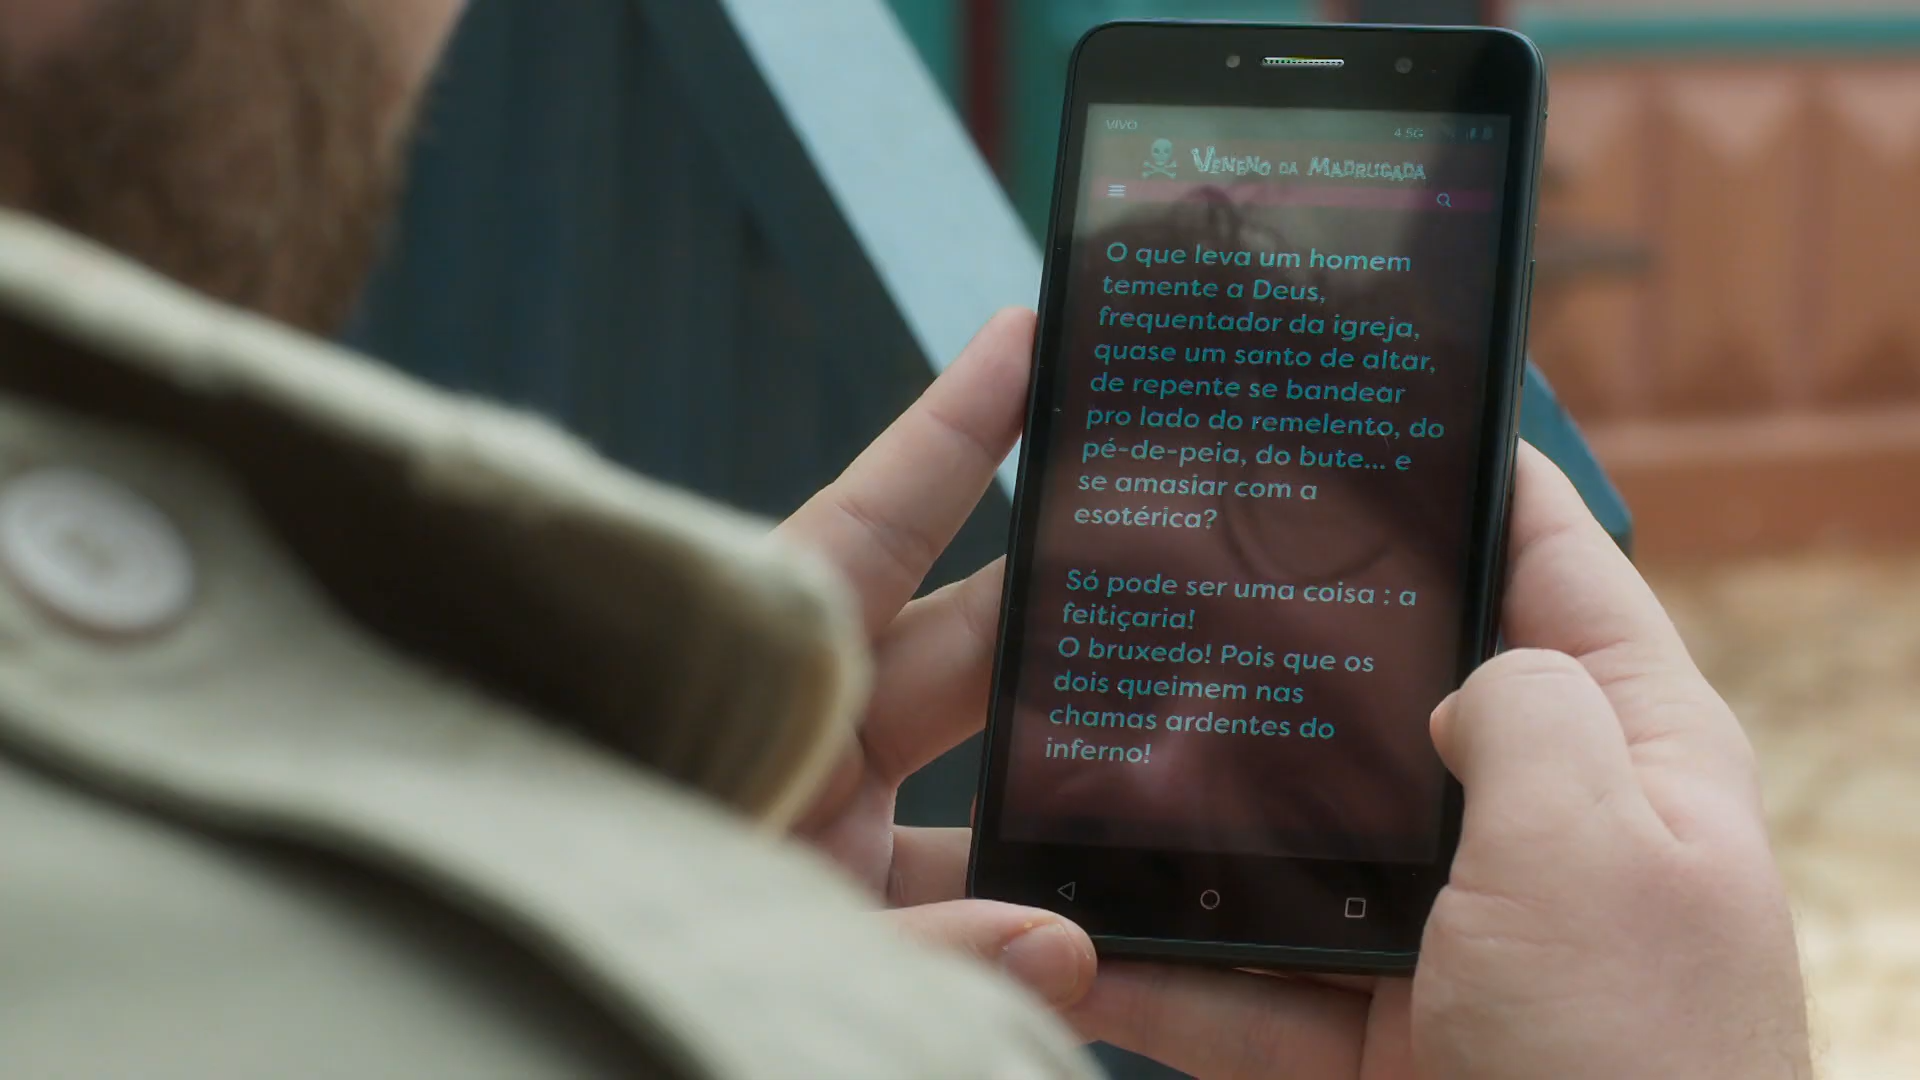 VIVO
4.5G
VENENO DA MADRUGADA
O que leva um homem
temente a Deus,
frequentador da igreja,
quase um santo de altar,
de repente se bandear
pro lado do remelento, do
pé-de-peia, do bute... e
se amasiar com a
esotérica?
Só pode ser uma coisa : a
feitiçaria!
O bruxedo! Pois que os
dois queimem nas
chamas ardentes do
inferno!